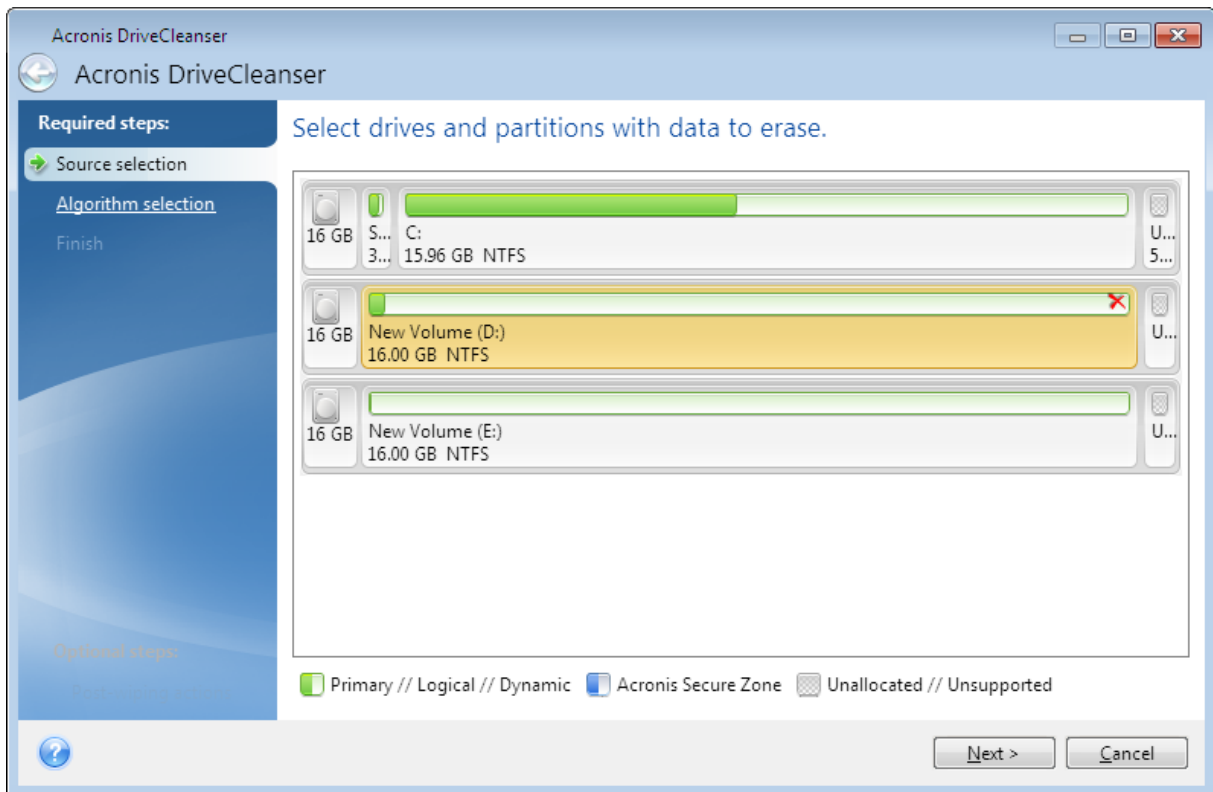 Acronis DriveCleanser
Acronis DriveCleanser
Required steps:
Source selection
Algorithm selection
Finish
Optional steps:
Select drives and partitions with data to erase.
16 GB
S...
3...
C:
15.96 GB NTFS
U...
5...
16 GB
New Volume (D:)
16.00 GB NTFS
U...
16 GB
New Volume (E:)
16.00 GB NTFS
U...
Primary // Logical // Dynamic
Acronis Secure Zone
Unallocated // Unsupported
Next >
Cancel